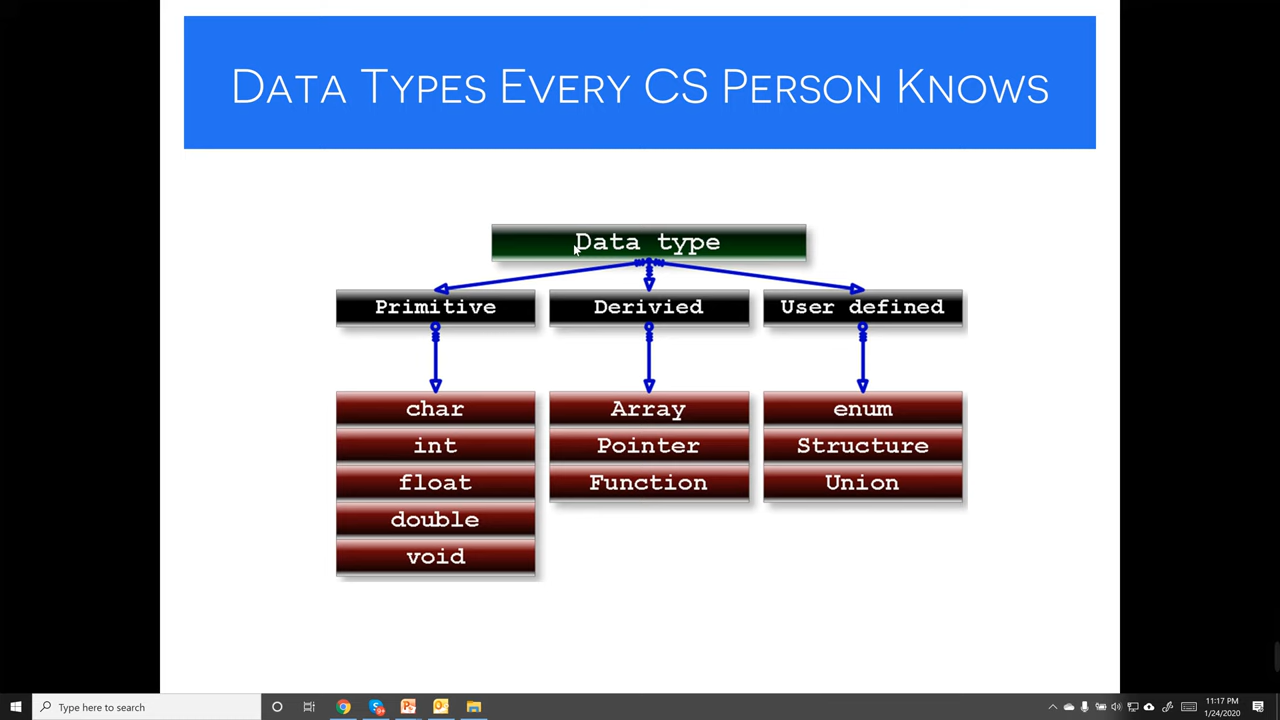 DATA TYPES EVERY CS PERSON KNOWS
Data type
Primitive
Derivied
User defined
char
Array
enum
int
Pointer
Structure
float
Function
Union
double
void
Type here to search
11:17 PM
1/24/2020